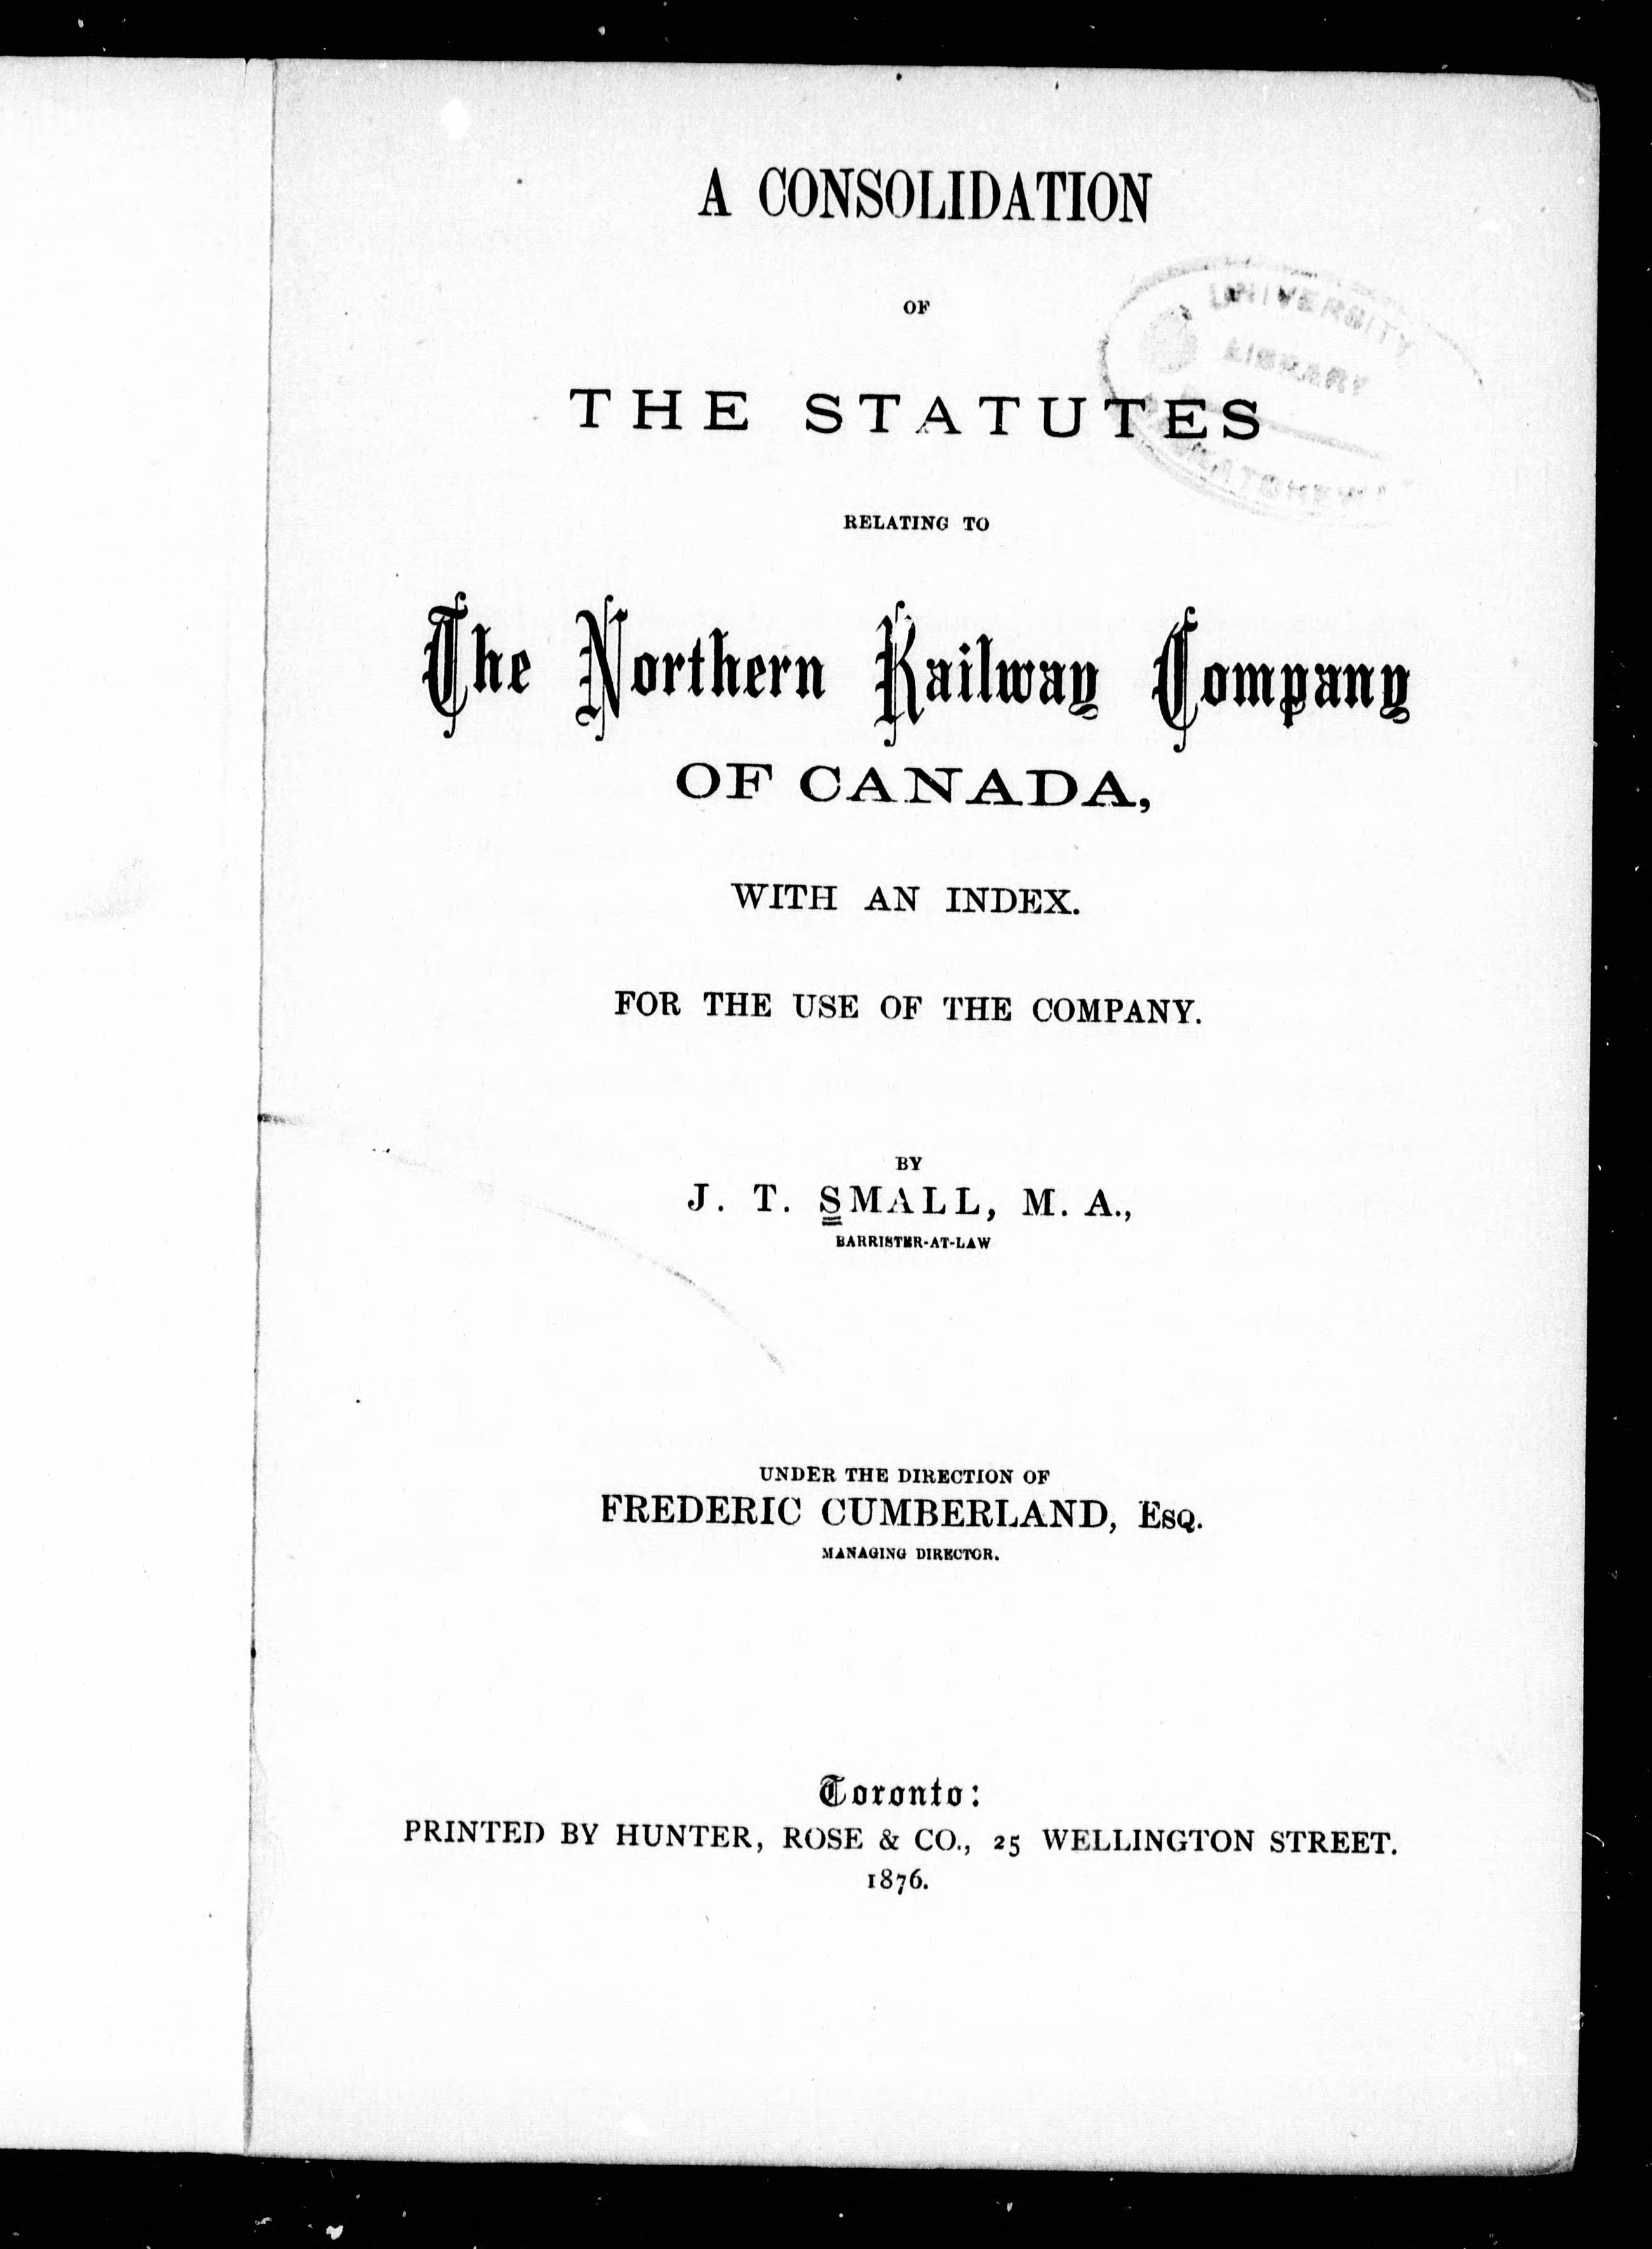 A CONSOLIDATION
OF
THE STATUTES
RELATING TO
The Northern Railway Company
OF CANADA,
WITH AN INDEX.
FOR THE USE OF THE COMPANY.
BY
J. T. SMALL, M. A.,
BARRISTER-AT-LAW
UNDER THE DIRECTION OF
FREDERIC CUMBERLAND, ESQ.
MANAGING DIRECTOR.
Toronto:
PRINTED BY HUNTER, ROSE & CO., 25 WELLINGTON STREET.
1876.
UNIVERSITY
LIBRARY